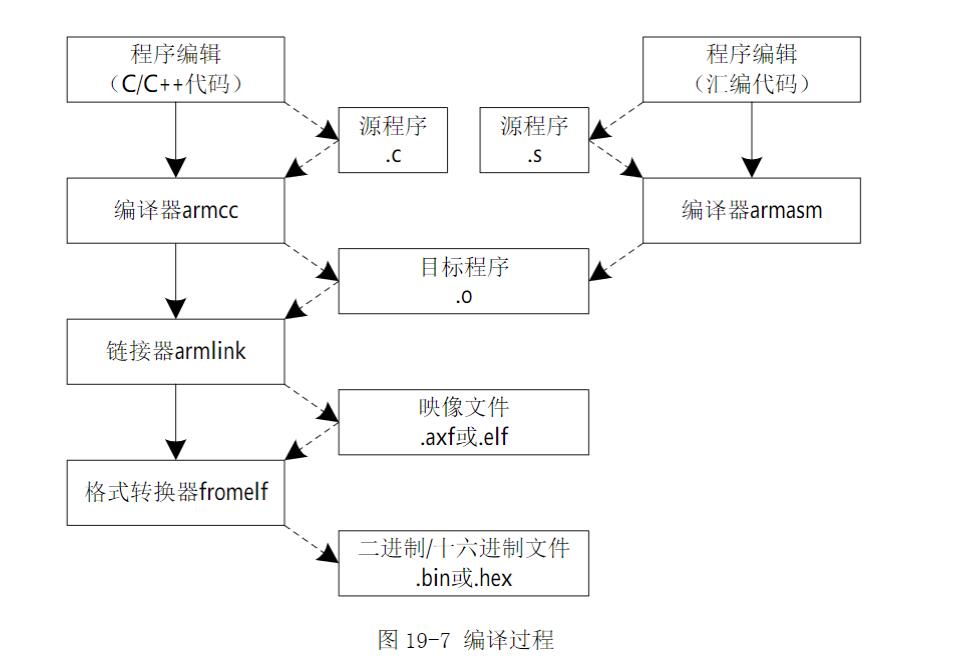 程序编辑
（C/C++代码）
程序编辑
（汇编代码）
源程序
.c
源程序
.s
编译器armcc
编译器armasm
目标程序
.o
链接器armlink
映像文件
.axf或.elf
格式转换器fromelf
二进制/十六进制文件
.bin或.hex
图 19-7 编译过程